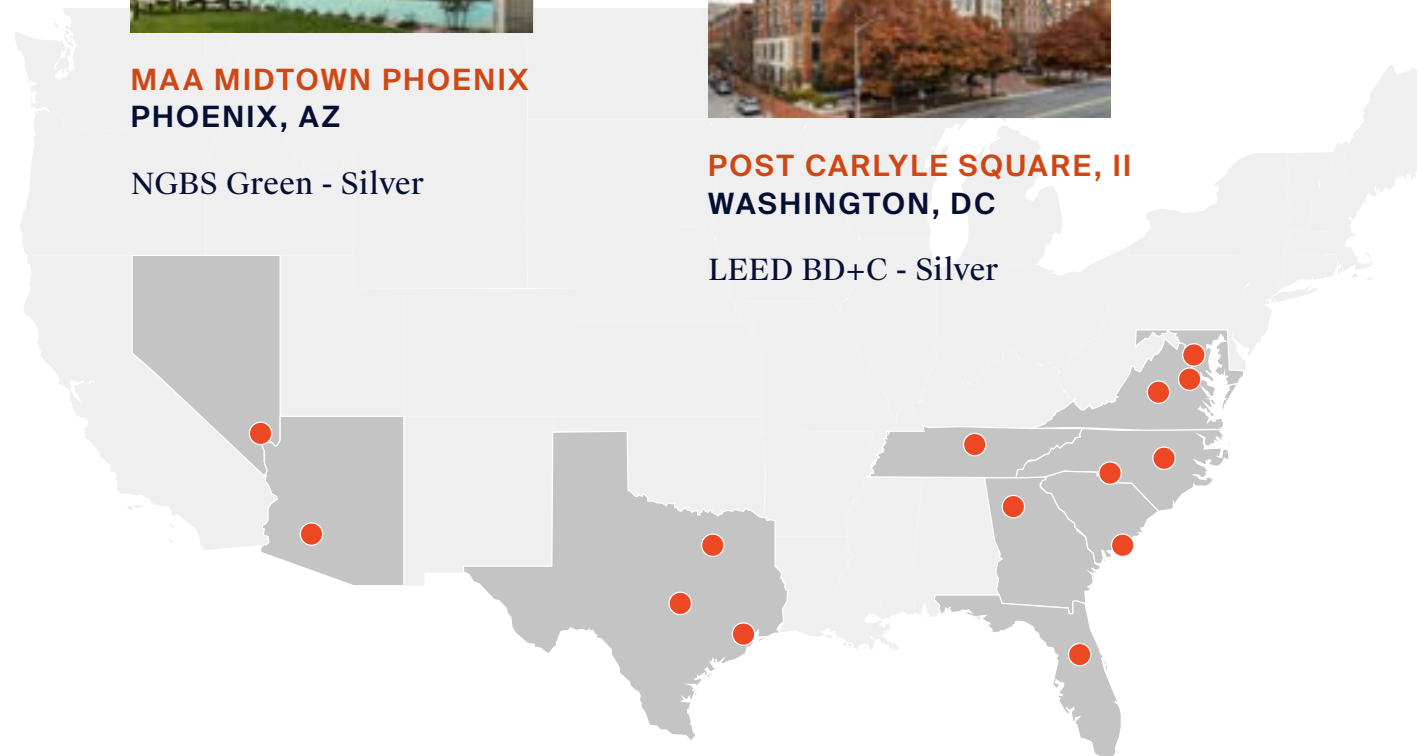 MAA MIDTOWN PHOENIX
PHOENIX, AZ
NGBS Green - Silver
POST CARLYLE SQUARE, II
WASHINGTON, DC
LEED BD+C - Silver